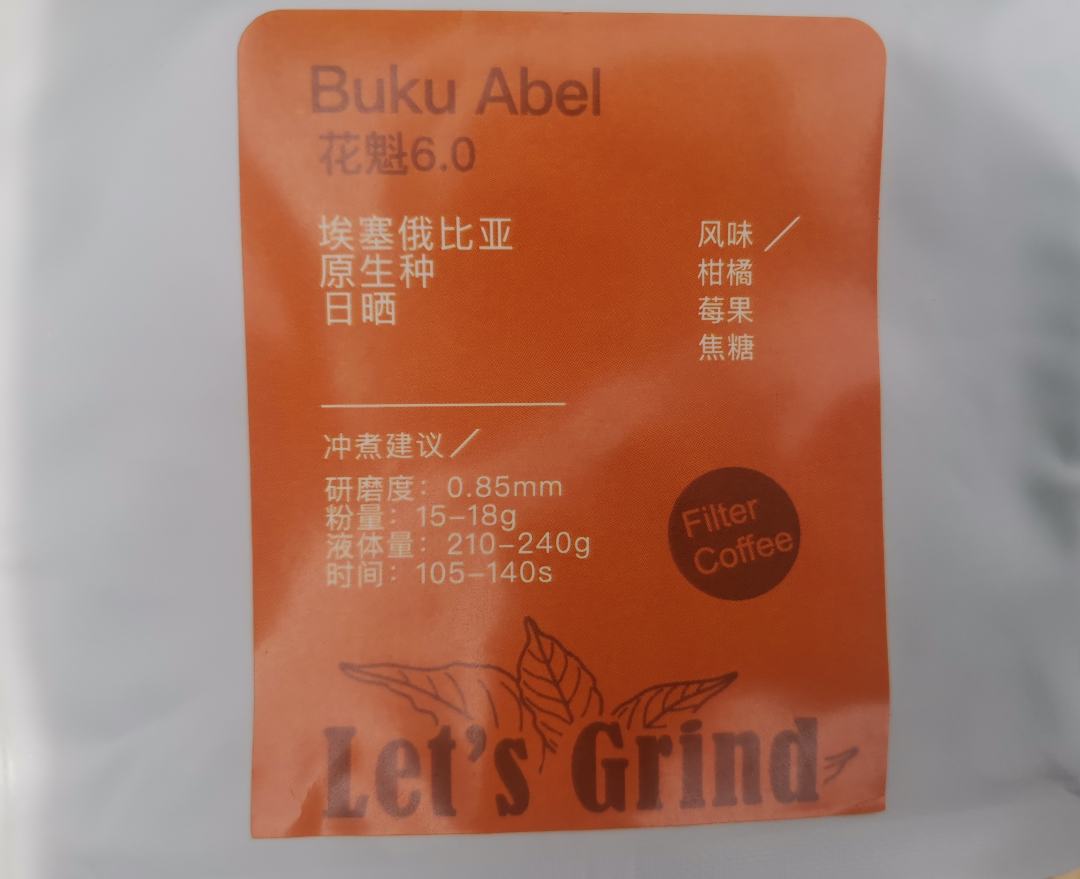 Buku Abel
花魁6.0
埃塞俄比亚
原生种
日晒
风味/
柑橘
莓果
焦糖
冲煮建议/
研磨度：0.85mm
粉量：15-18g
液体量：210-240g
时间：105-140s
Filter
Coffee
Let's Grind